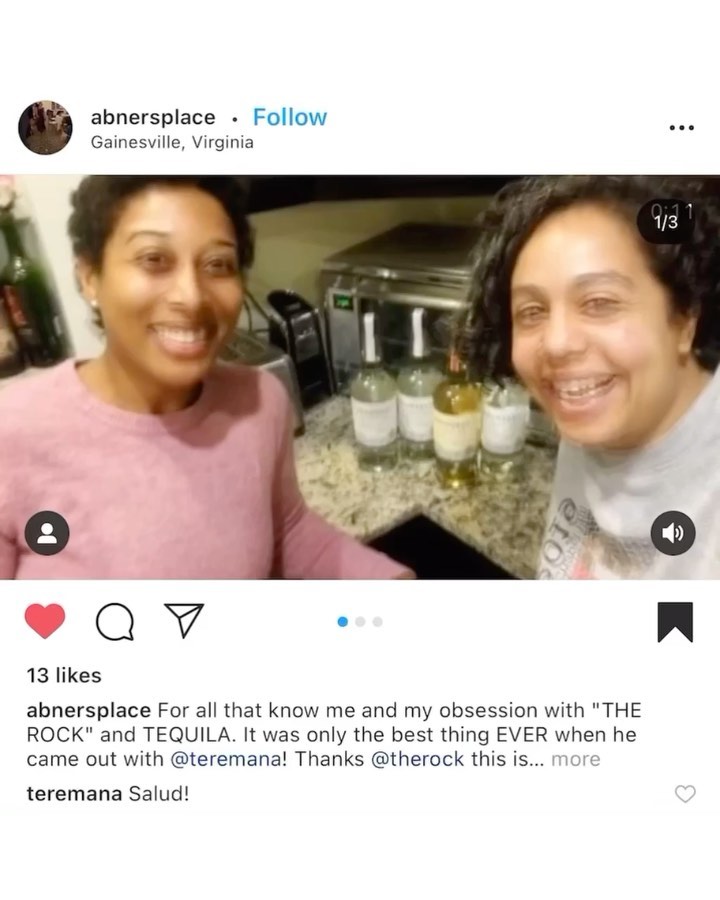 abnersplace • Follow
Gainesville, Virginia
1/3
13 likes
abnersplace For all that know me and my obsession with "THE
ROCK" and TEQUILA. It was only the best thing EVER when he
came out with @teremana! Thanks @therock this is... more
teremana Salud!